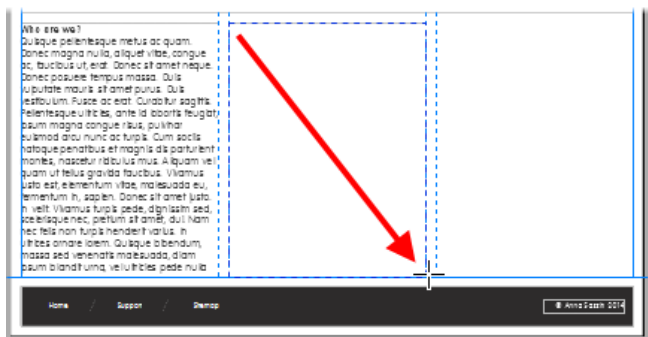 Who are we?
Quisque pellentesque metus ac quam.
Donec magna nulla, aliquet vitae, congue
ac, faucibus ut, erat. Donec sit amet neque.
Donec posuere tempus massa. Duis
vulputate mauris sit amet purus. Duis
vestibulum. Fusce ac erat. Curabitur sagittis.
Pellentesque ultricies, ante id lobortis feugiat,
ipsum magna congue risus, pulvinar
euismod arcu nunc ac turpis. Cum sociis
natoque penatibus et magnis dis parturient
montes, nascetur ridiculus mus. Aliquam vel
quam ut tellus gravida faucibus. Vivamus
justo est, elementum vitae, malesuada eu,
fermentum in, sapien. Donec sit amet justo.
In velit. Vivamus turpis pede, dignissim sed,
scelerisque nec, pretium sit amet, dui. Nam
nec felis non turpis hendrerit varius. In
ultrices ornare lorem. Quisque bibendum,
massa sed venenatis malesuada, diam
ipsum blandit urna, vel ultricies pede nulla
Home / Support / Sitemap
© Anna Sassin 2014